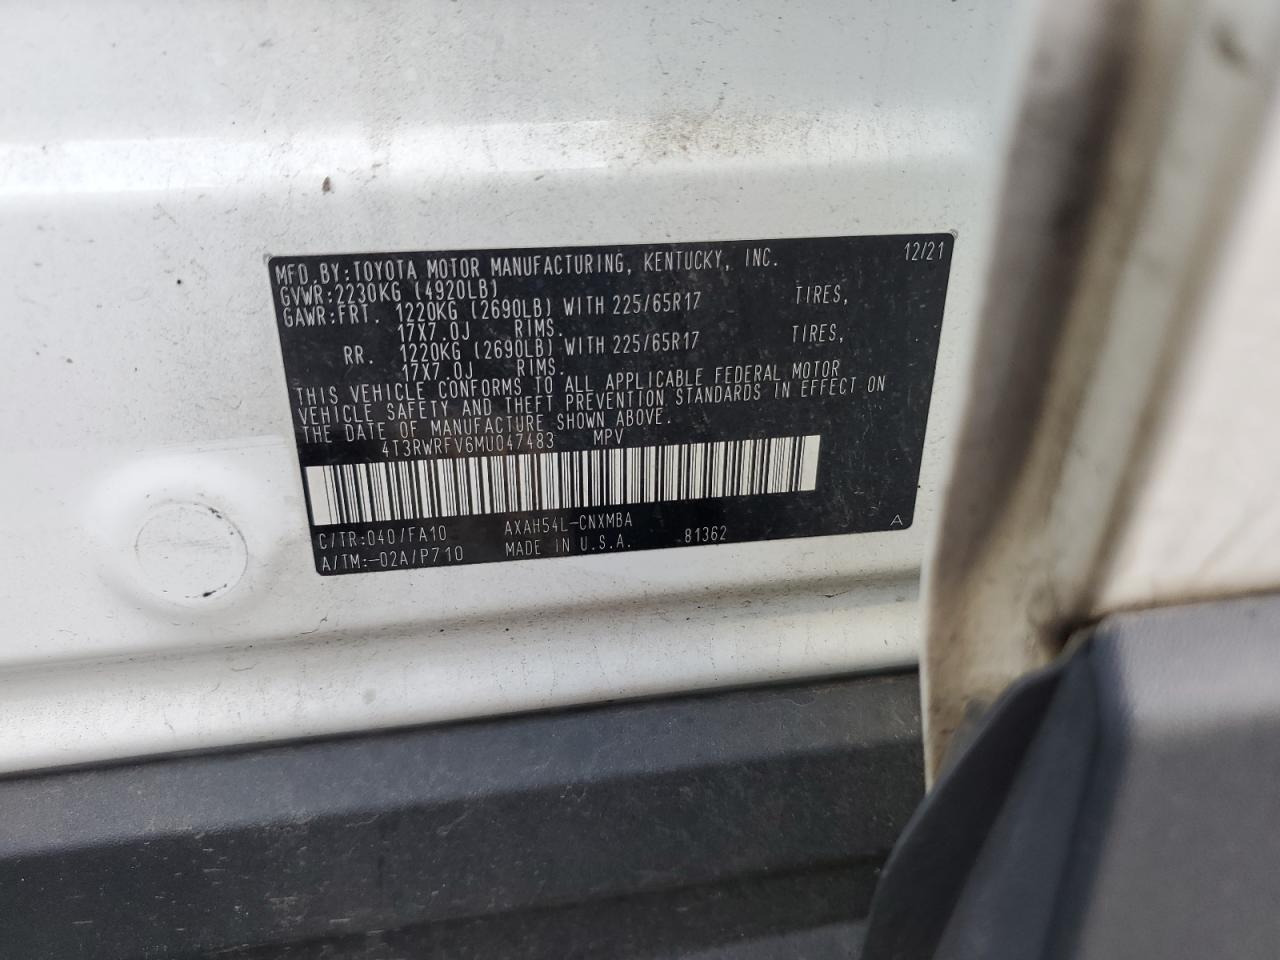 MFD.BY:TOYOTA MOTOR MANUFACTURING, KENTUCKY, INC. 12/21
GVWR:2230KG (4920LB)
GAWR:FRT. 1220KG (2690LB) WITH 225/65R17 TIRES,
17X7.0J RIMS.
RR. 1220KG (2690LB) WITH 225/65R17 TIRES,
17X7.0J RIMS.
THIS VEHICLE CONFORMS TO ALL APPLICABLE FEDERAL MOTOR
VEHICLE SAFETY AND THEFT PREVENTION STANDARDS IN EFFECT ON
THE DATE OF MANUFACTURE SHOWN ABOVE.
4T3RWRFV6MU047483 MPV
C/TR:040/FA10 AXAH54L-CNXMBA A
A/TM:-02A/P710 MADE IN U.S.A. 81362